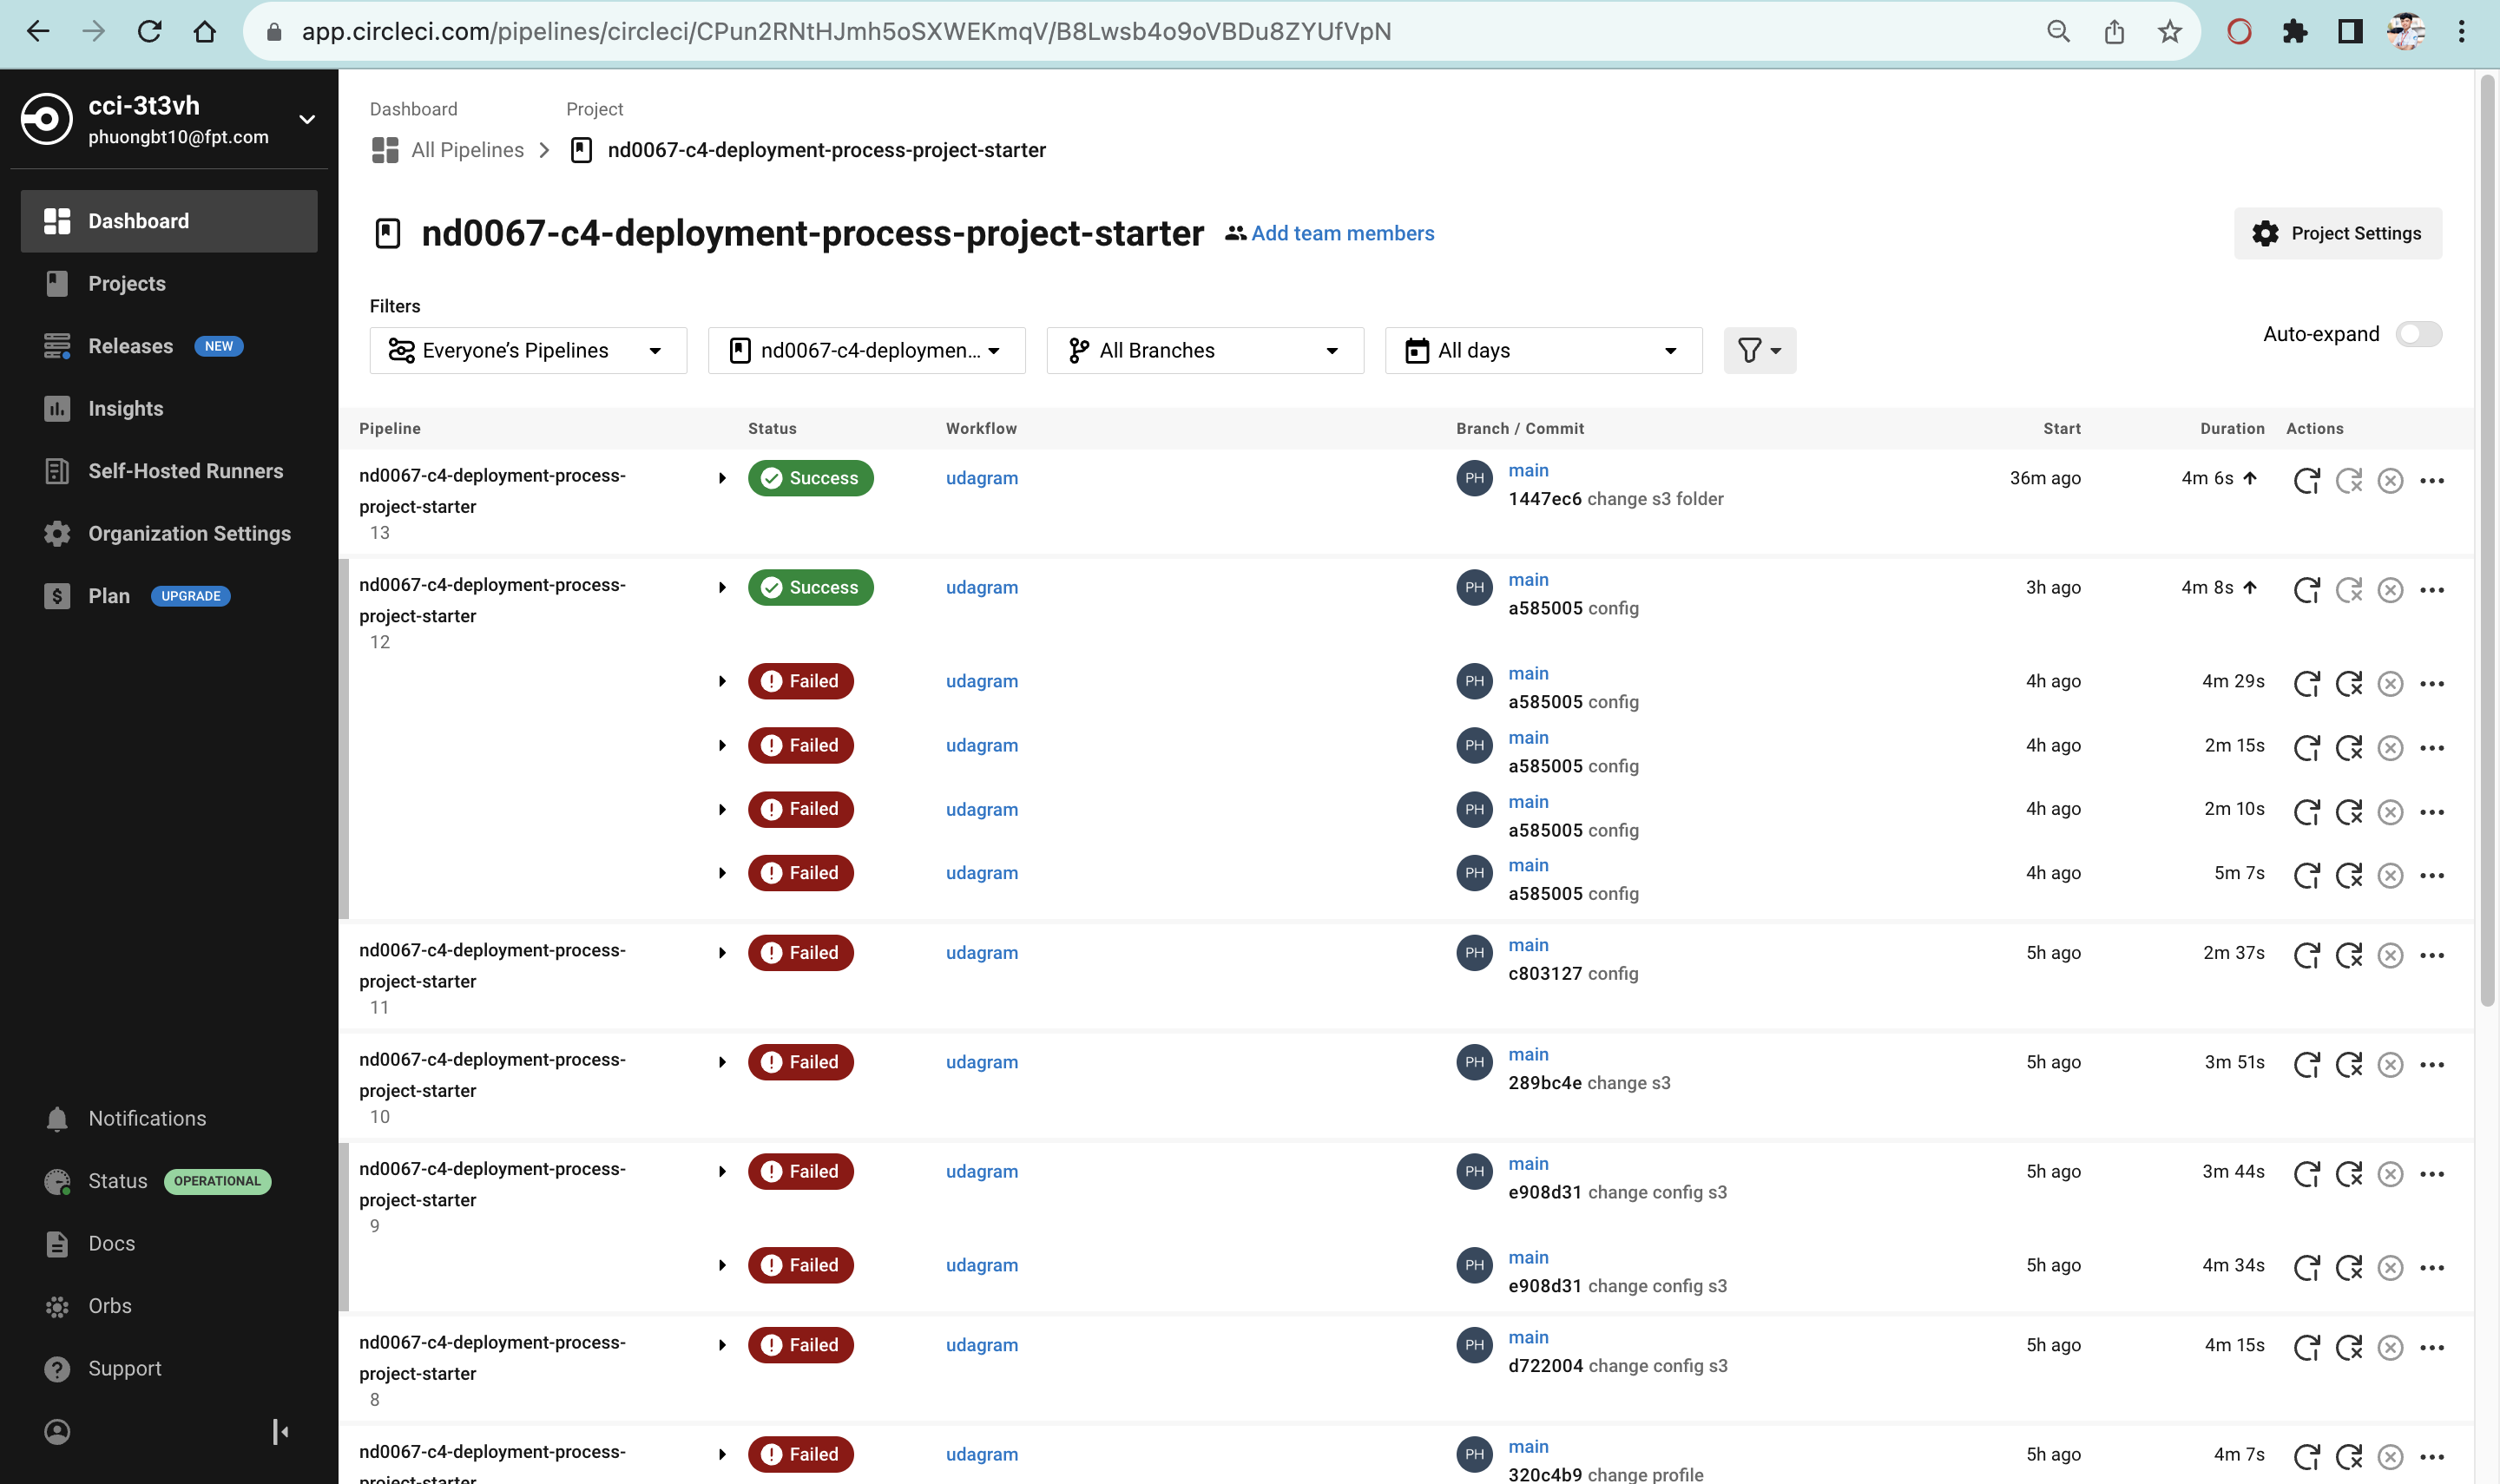 app.circleci.com/pipelines/circleci/CPun2RNtHJmh5oSXWEKmqV/B8Lwsb4o9oVBDu8ZYUfVpN
cci-3t3vh
phuongbt10@fpt.com
Dashboard
Projects
Releases NEW
Insights
Self-Hosted Runners
Organization Settings
Plan UPGRADE
Notifications
Status OPERATIONAL
Docs
Orbs
Support
Dashboard Project
All Pipelines nd0067-c4-deployment-process-project-starter
nd0067-c4-deployment-process-project-starter Add team members Project Settings
Filters
Everyone’s Pipelines nd0067-c4-deploymen... All Branches All days Auto-expand
Pipeline Status Workflow Branch / Commit Start Duration Actions
nd0067-c4-deployment-process-
project-starter
13
Success udagram PH main 36m ago 4m 6s
1447ec6 change s3 folder
nd0067-c4-deployment-process-
project-starter
12
Success udagram PH main 3h ago 4m 8s
a585005 config
Failed udagram PH main 4h ago 4m 29s
a585005 config
Failed udagram PH main 4h ago 2m 15s
a585005 config
Failed udagram PH main 4h ago 2m 10s
a585005 config
Failed udagram PH main 4h ago 5m 7s
a585005 config
nd0067-c4-deployment-process-
project-starter
11
Failed udagram PH main 5h ago 2m 37s
c803127 config
nd0067-c4-deployment-process-
project-starter
10
Failed udagram PH main 5h ago 3m 51s
289bc4e change s3
nd0067-c4-deployment-process-
project-starter
9
Failed udagram PH main 5h ago 3m 44s
e908d31 change config s3
Failed udagram PH main 5h ago 4m 34s
e908d31 change config s3
nd0067-c4-deployment-process-
project-starter
8
Failed udagram PH main 5h ago 4m 15s
d722004 change config s3
nd0067-c4-deployment-process-
project-starter
Failed udagram PH main 5h ago 4m 7s
320c4b9 change profile